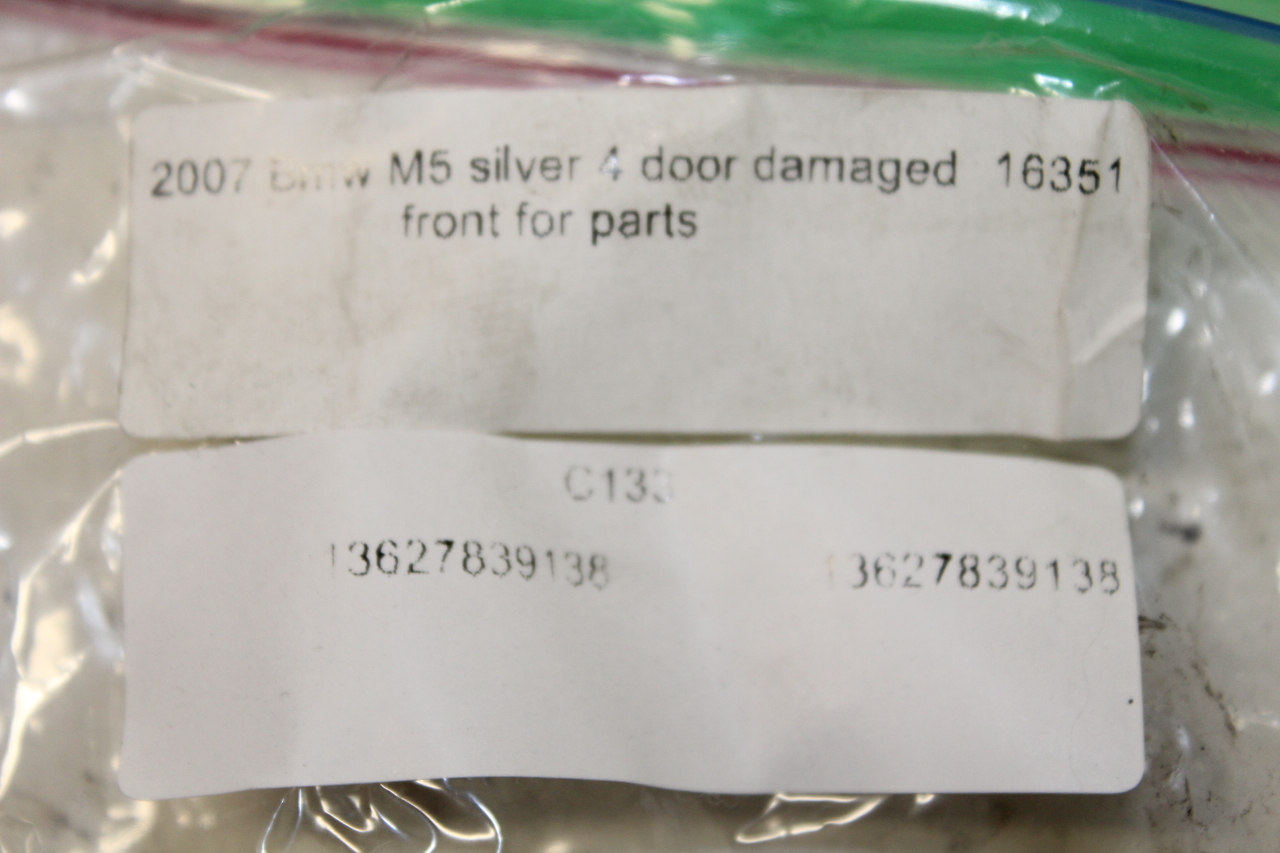 2007 Bmw M5 silver 4 door damaged 16351
front for parts
C133
13627839138 13627839138